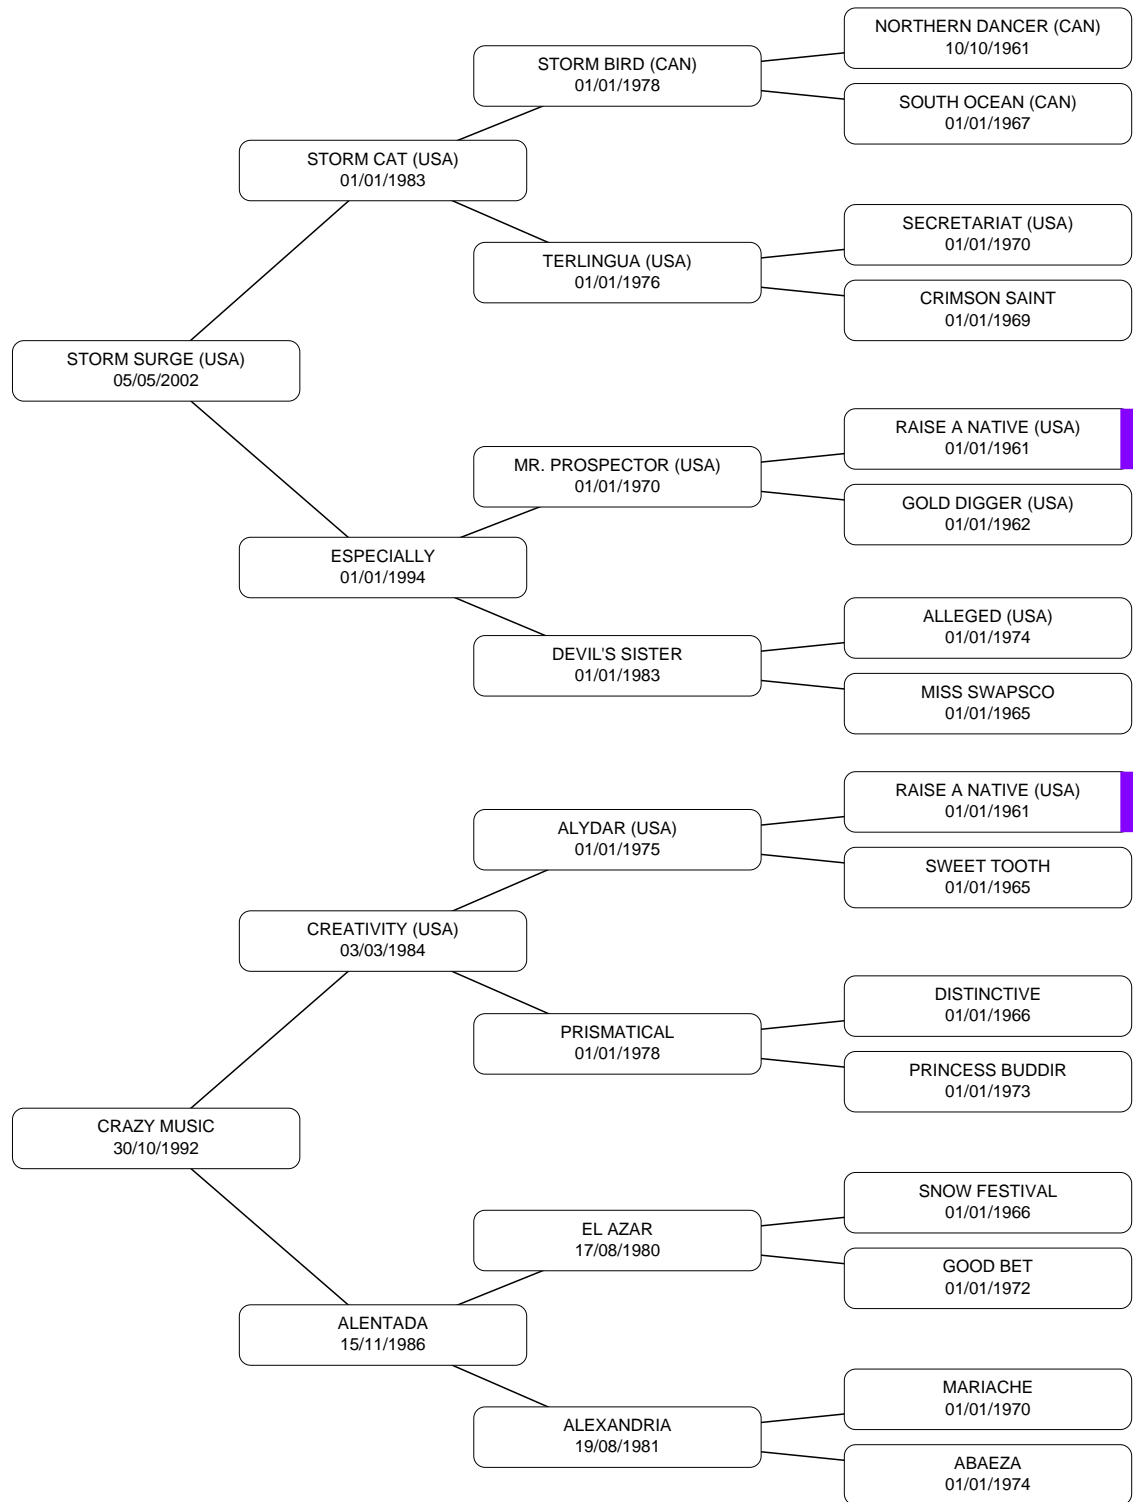 NORTHERN DANCER (CAN)
10/10/1961
STORM BIRD (CAN)
01/01/1978
SOUTH OCEAN (CAN)
01/01/1967
STORM CAT (USA)
01/01/1983
SECRETARIAT (USA)
01/01/1970
TERLINGUA (USA)
01/01/1976
CRIMSON SAINT
01/01/1969
STORM SURGE (USA)
05/05/2002
RAISE A NATIVE (USA)
01/01/1961
MR. PROSPECTOR (USA)
01/01/1970
GOLD DIGGER (USA)
01/01/1962
ESPECIALLY
01/01/1994
ALLEGED (USA)
01/01/1974
DEVIL'S SISTER
01/01/1983
MISS SWAPSCO
01/01/1965
RAISE A NATIVE (USA)
01/01/1961
ALYDAR (USA)
01/01/1975
SWEET TOOTH
01/01/1965
CREATIVITY (USA)
03/03/1984
DISTINCTIVE
01/01/1966
PRISMATICAL
01/01/1978
PRINCESS BUDDIR
01/01/1973
CRAZY MUSIC
30/10/1992
SNOW FESTIVAL
01/01/1966
EL AZAR
17/08/1980
GOOD BET
01/01/1972
ALENTADA
15/11/1986
MARIACHE
01/01/1970
ALEXANDRIA
19/08/1981
ABAEZA
01/01/1974